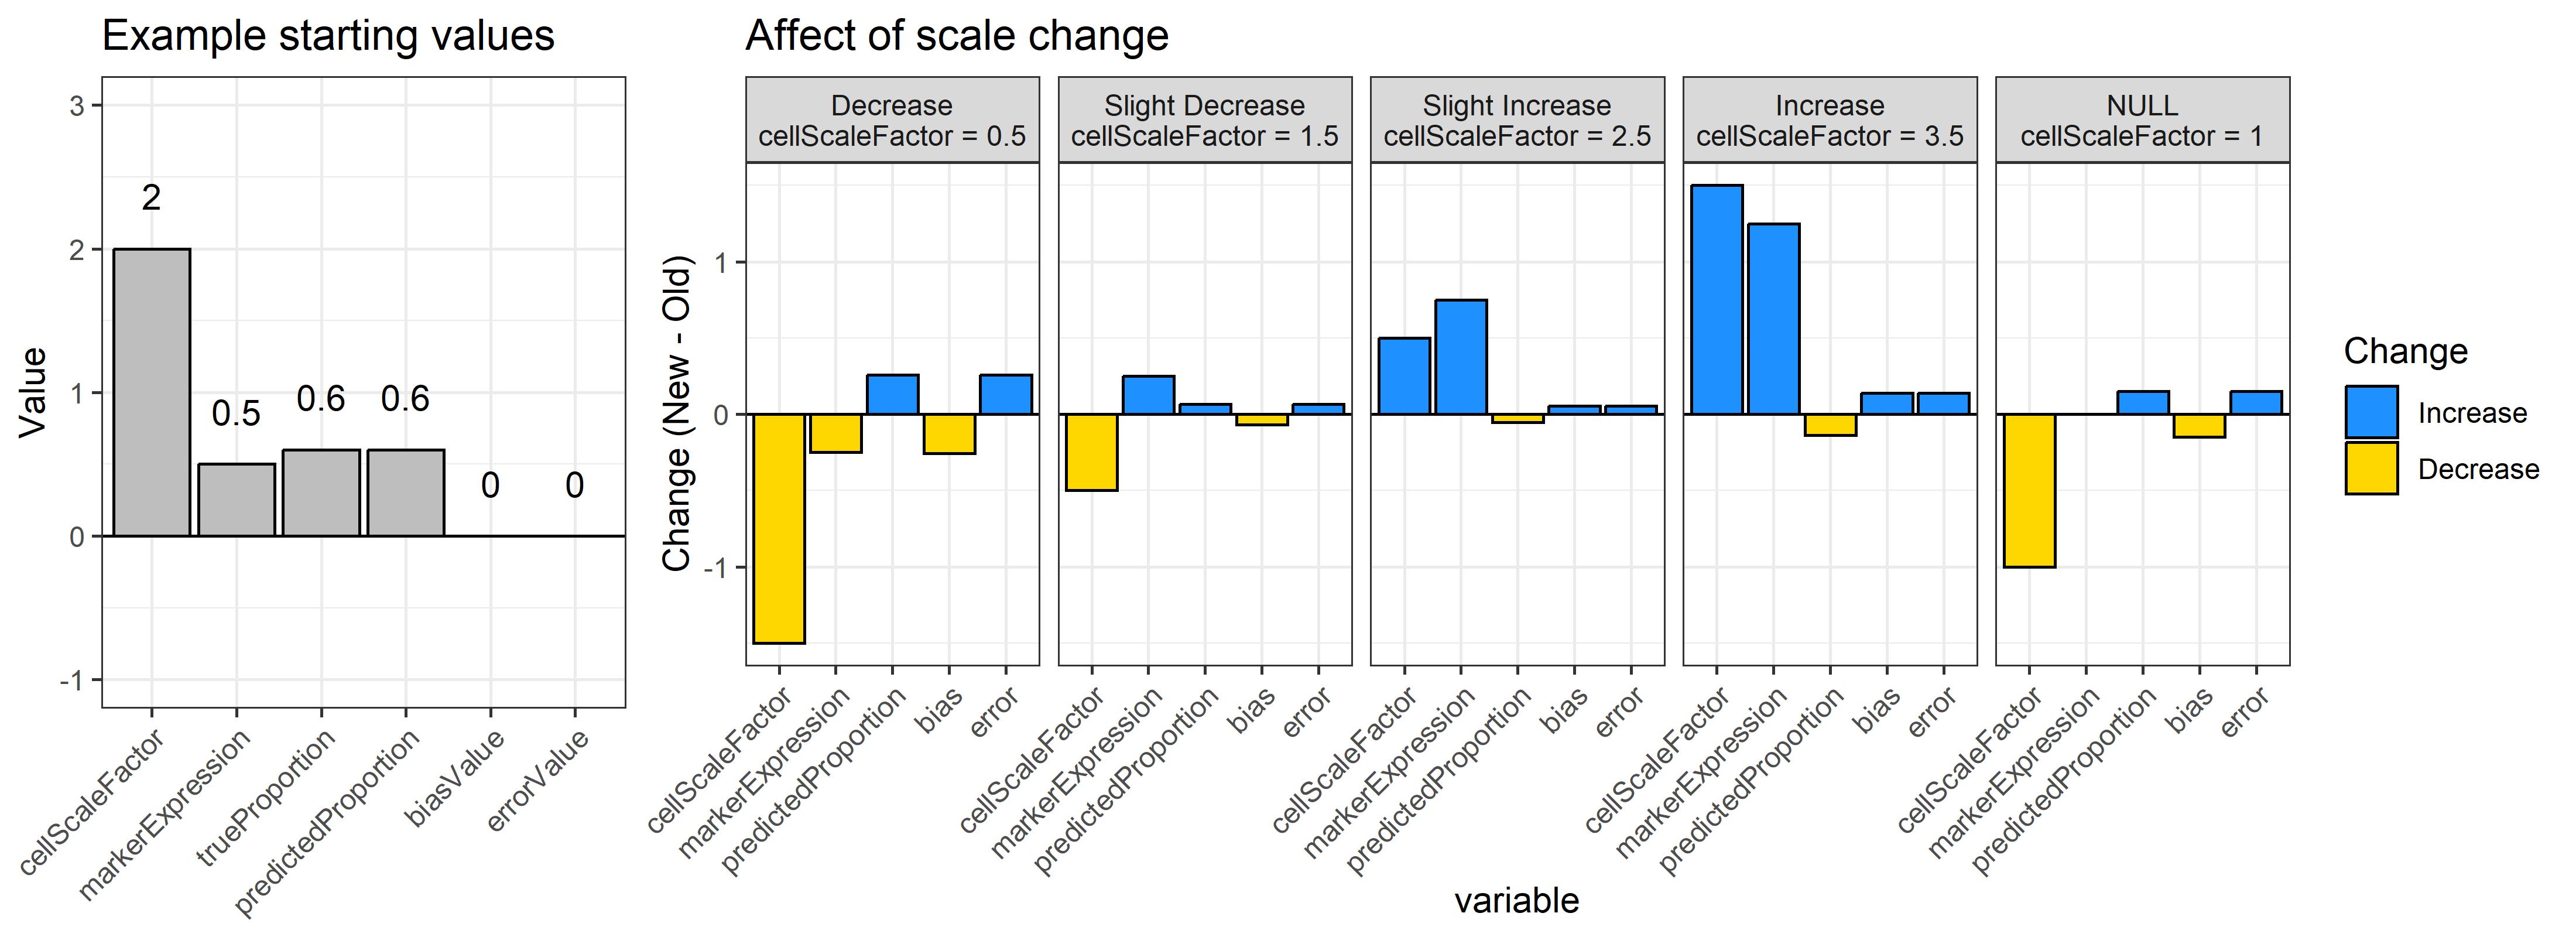 Example starting values
Value
3
2
1
0
-1
2
0.5
0.6
0.6
0
0
cellScaleFactor
markerExpression
trueProportion
predictedProportion
biasValue
errorValue
Affect of scale change
Change (New - Old)
1
0
-1
Decrease
cellScaleFactor = 0.5
Slight Decrease
cellScaleFactor = 1.5
Slight Increase
cellScaleFactor = 2.5
Increase
cellScaleFactor = 3.5
NULL
cellScaleFactor = 1
cellScaleFactor
markerExpression
predictedProportion
bias
error
cellScaleFactor
markerExpression
predictedProportion
bias
error
cellScaleFactor
markerExpression
predictedProportion
bias
error
cellScaleFactor
markerExpression
predictedProportion
bias
error
cellScaleFactor
markerExpression
predictedProportion
bias
error
variable
Change
Increase
Decrease